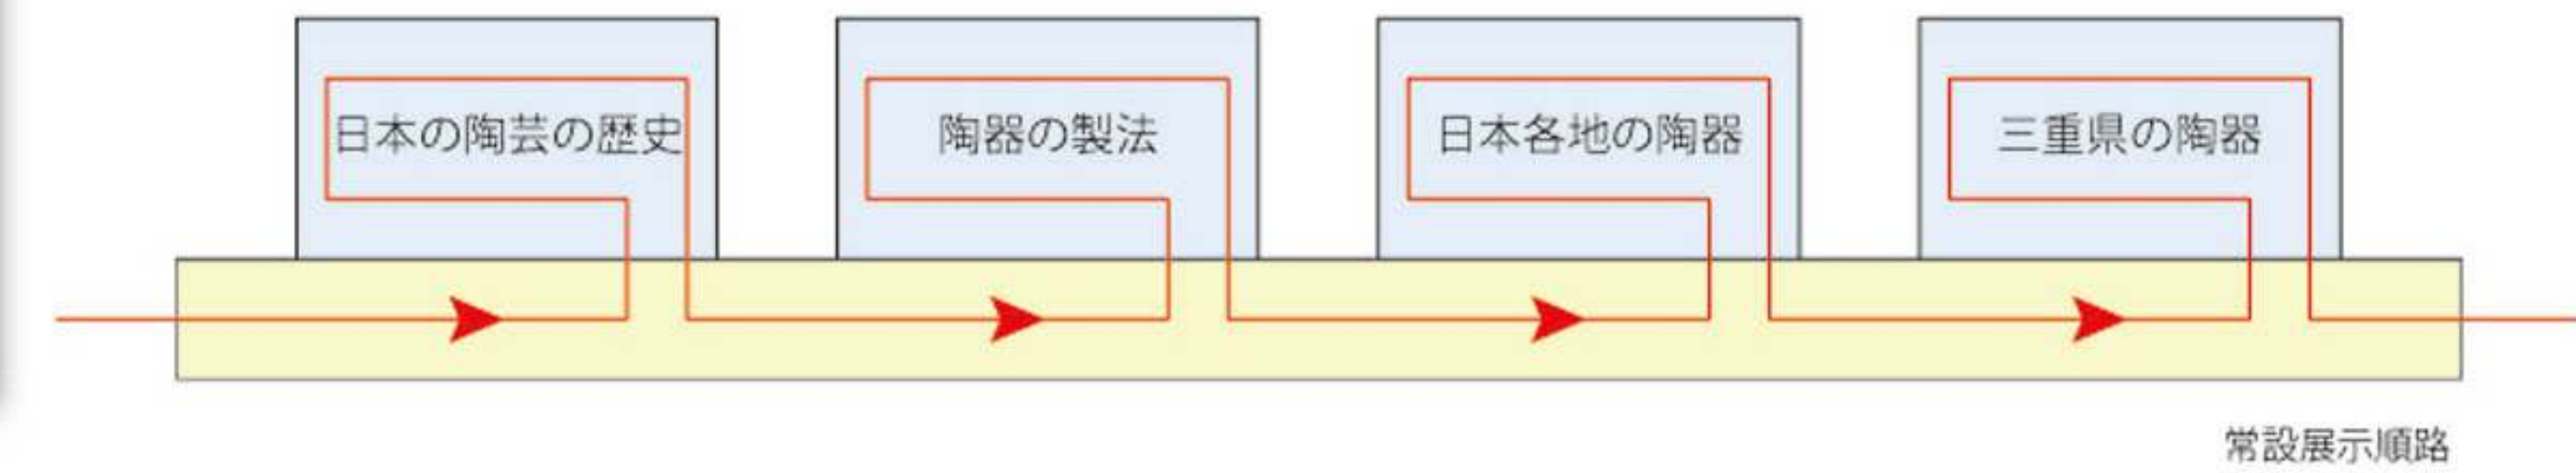 日本の陶芸の歴史
陶器の製法
日本各地の陶器
三重県の陶器
常設展示順路